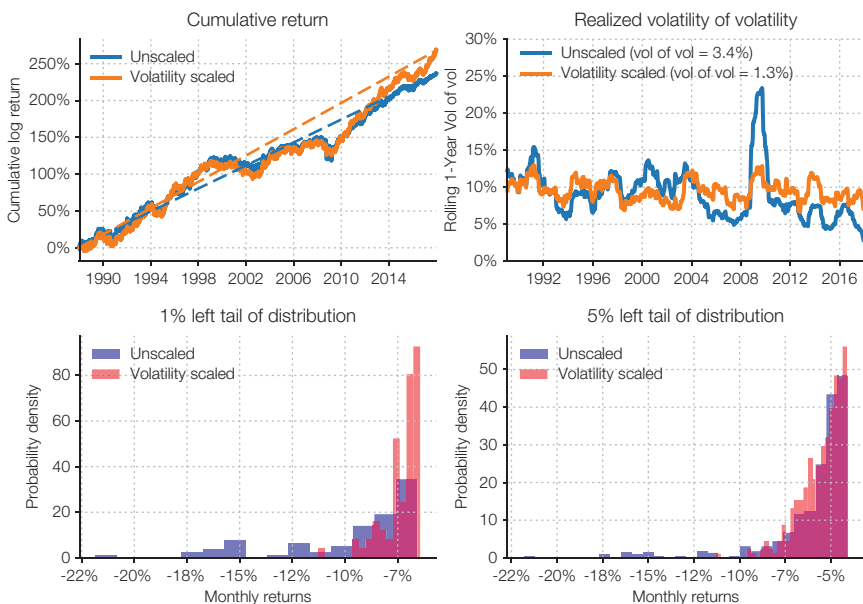 Cumulative return
Cumulative log return
250%
200%
150%
100%
50%
0%
Unscaled
Volatility scaled
1990 1994 1998 2002 2006 2010 2014
Realized volatility of volatility
Rolling 1-Year Vol of vol
30%
25%
20%
15%
10%
5%
0%
Unscaled (vol of vol = 3.4%)
Volatility scaled (vol of vol = 1.3%)
1992 1996 2000 2004 2008 2012 2016
1% left tail of distribution
Probability density
80
60
40
20
0
Unscaled
Volatility scaled
-22% -20% -18% -15% -12% -10% -7%
Monthly returns
5% left tail of distribution
Probability density
50
40
30
20
10
0
Unscaled
Volatility scaled
-22% -20% -18% -15% -12% -10% -8% -5%
Monthly returns